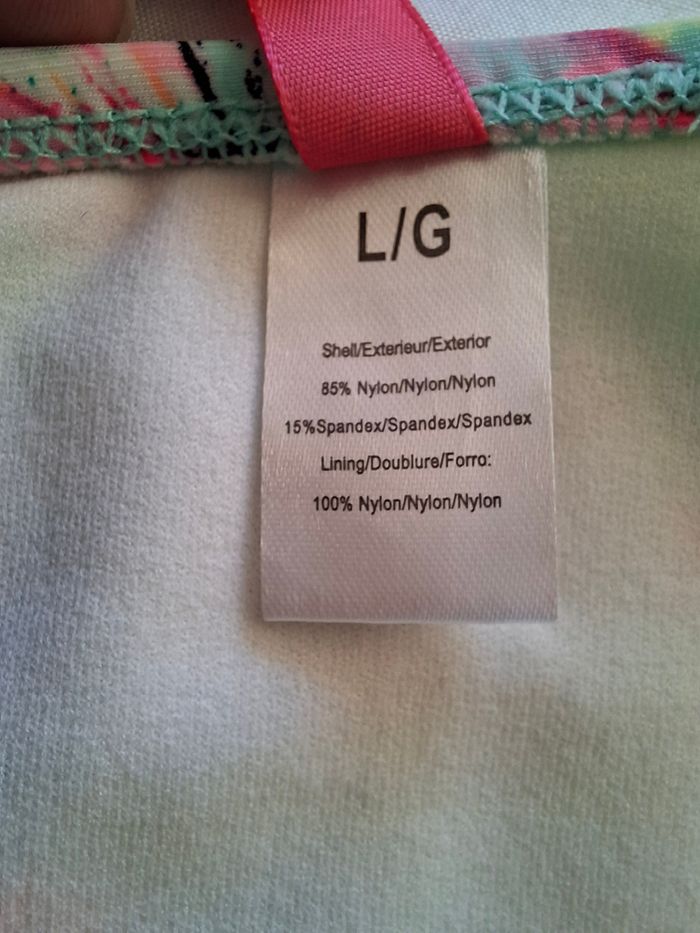 L/G
Shell/Exterieur/Exterior
85% Nylon/Nylon/Nylon
15%Spandex/Spandex/Spandex
Lining/Doublure/Forro:
100% Nylon/Nylon/Nylon